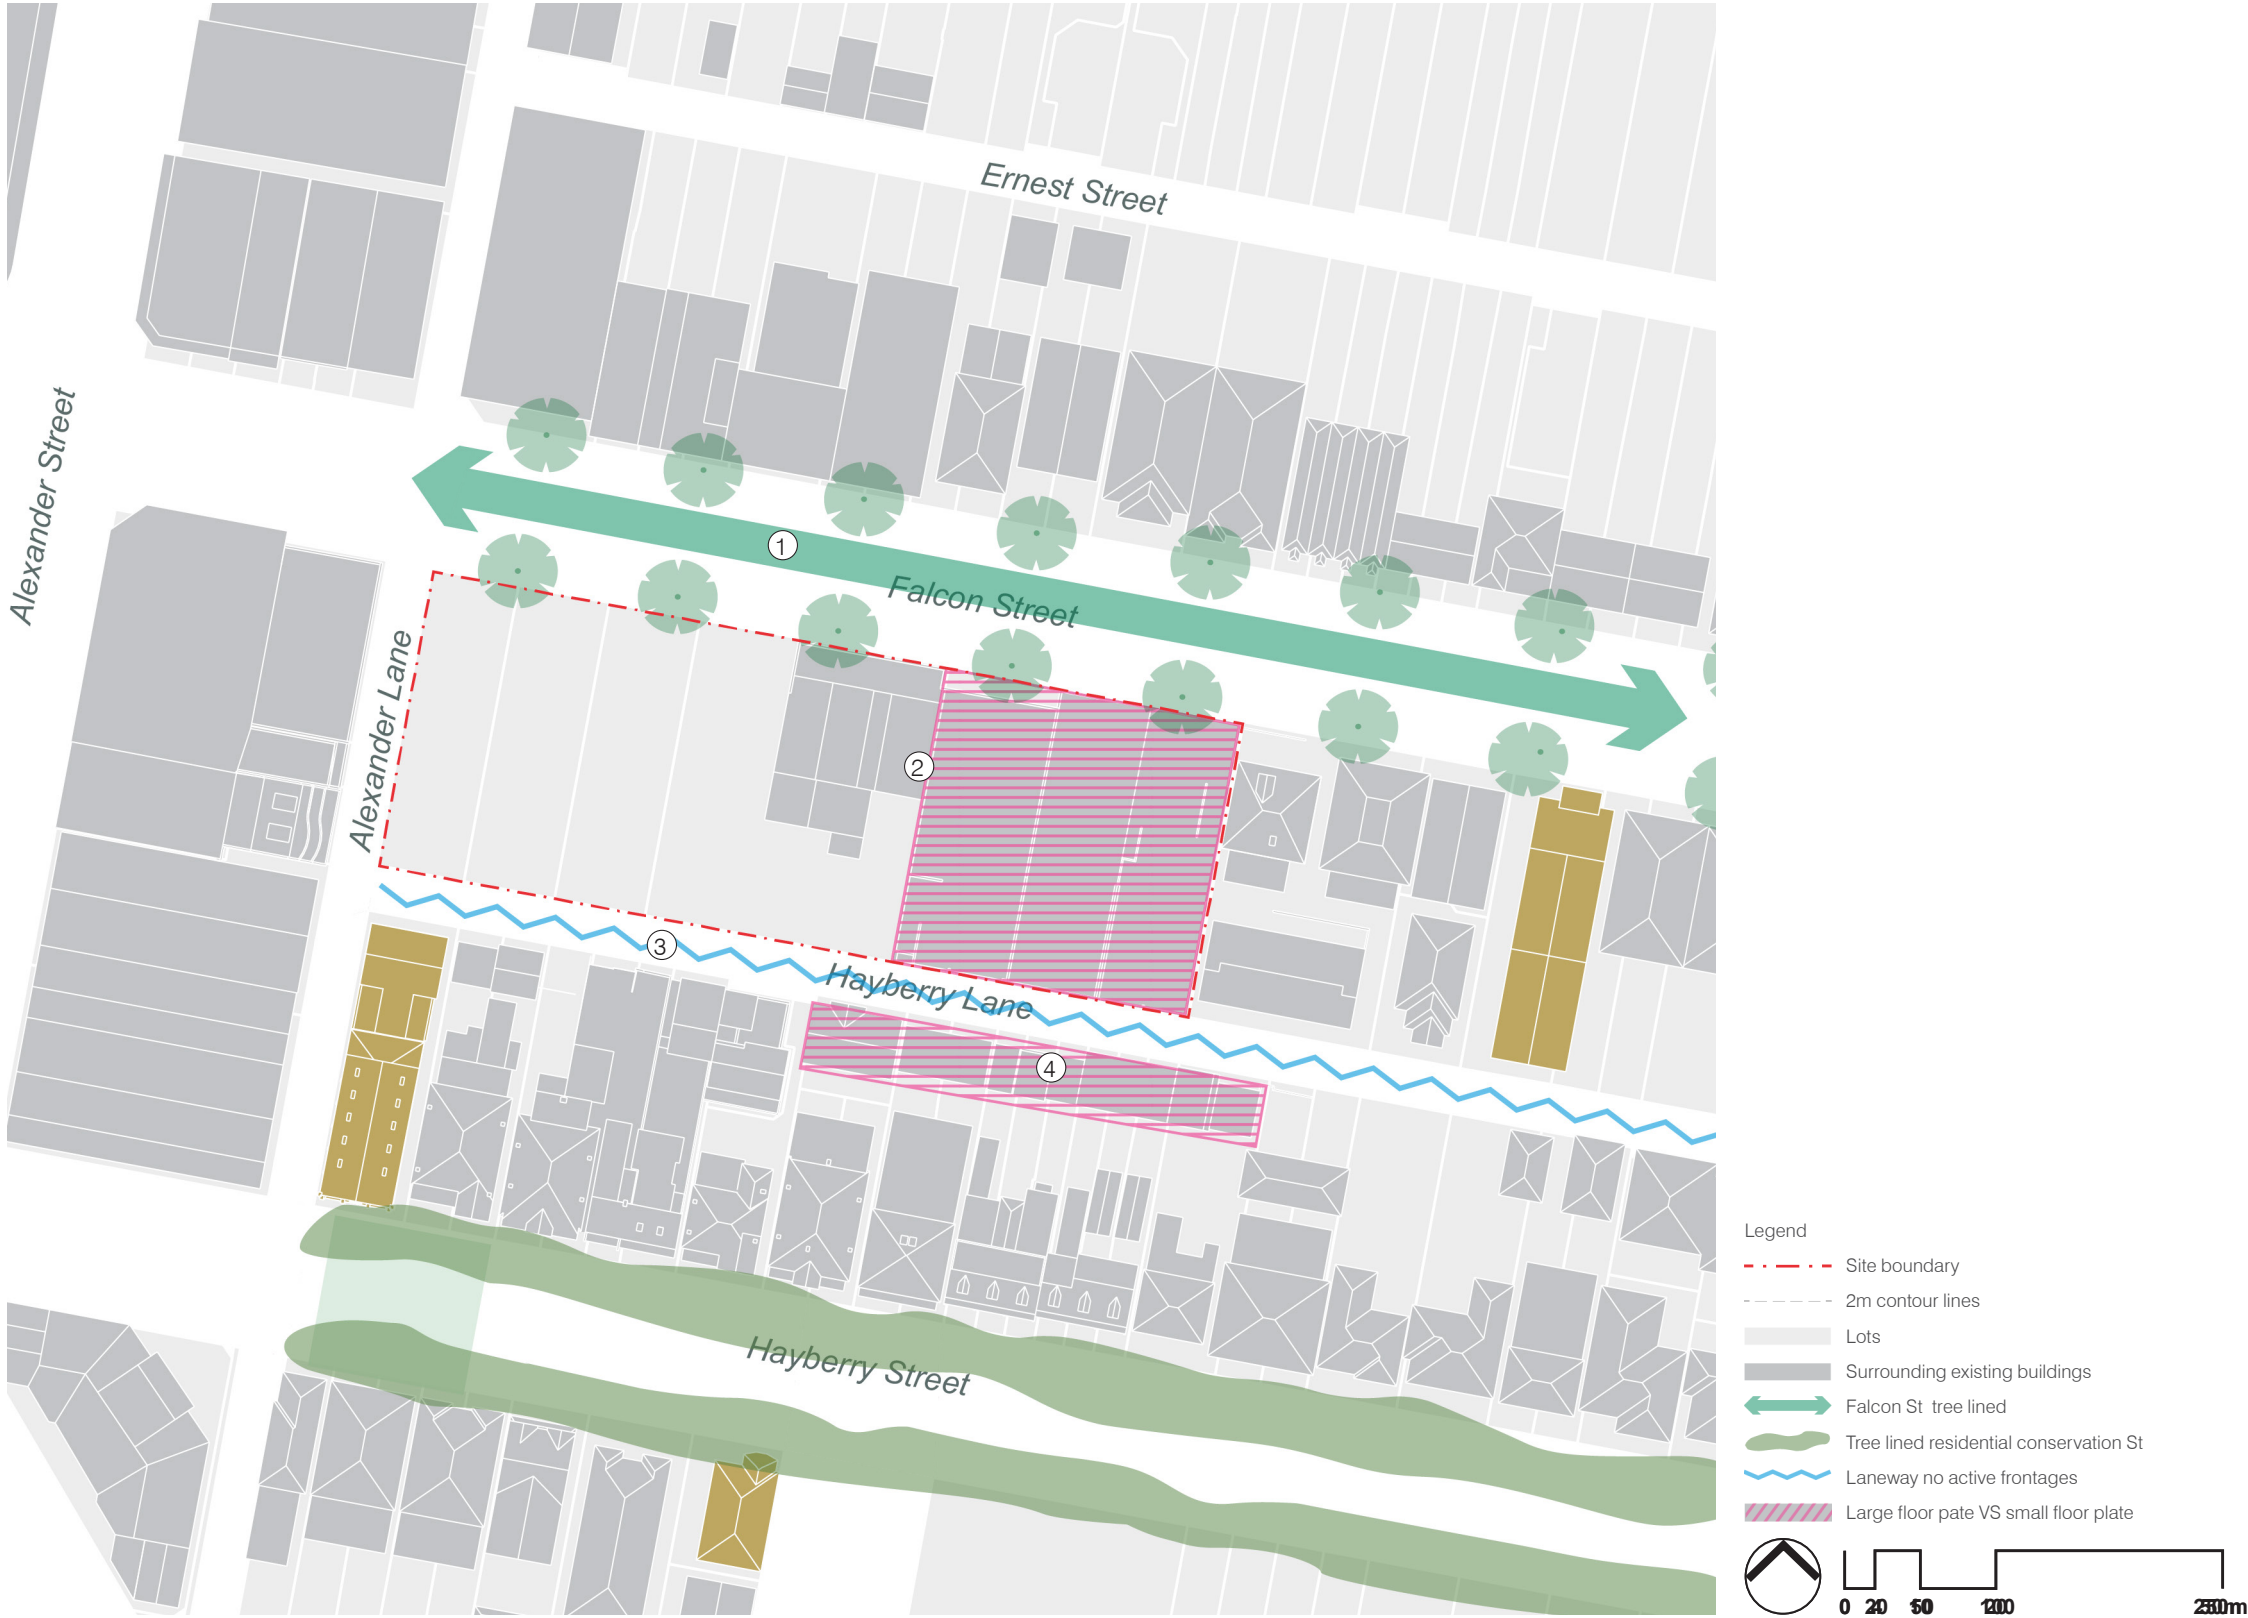 Ernest Street
Alexander Street
1
Falcon Street
Alexander Lane
2
3
Hayberry Lane
4
Hayberry Street
Legend
Site boundary
2m contour lines
Lots
Surrounding existing buildings
Falcon St tree lined
Tree lined residential conservation St
Laneway no active frontages
Large floor pate VS small floor plate
0